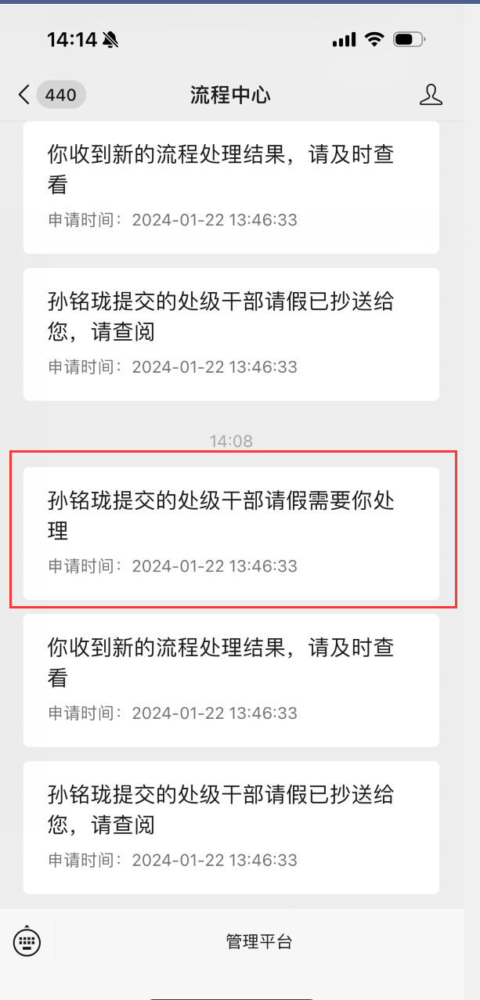 14:14
440
流程中心
你收到新的流程处理结果，请及时查
看
申请时间：2024-01-22 13:46:33
孙铭珑提交的处级干部请假已抄送给
您，请查阅
申请时间：2024-01-22 13:46:33
14:08
孙铭珑提交的处级干部请假需要你处
理
申请时间：2024-01-22 13:46:33
你收到新的流程处理结果，请及时查
看
申请时间：2024-01-22 13:46:33
孙铭珑提交的处级干部请假已抄送给
您，请查阅
申请时间：2024-01-22 13:46:33
管理平台